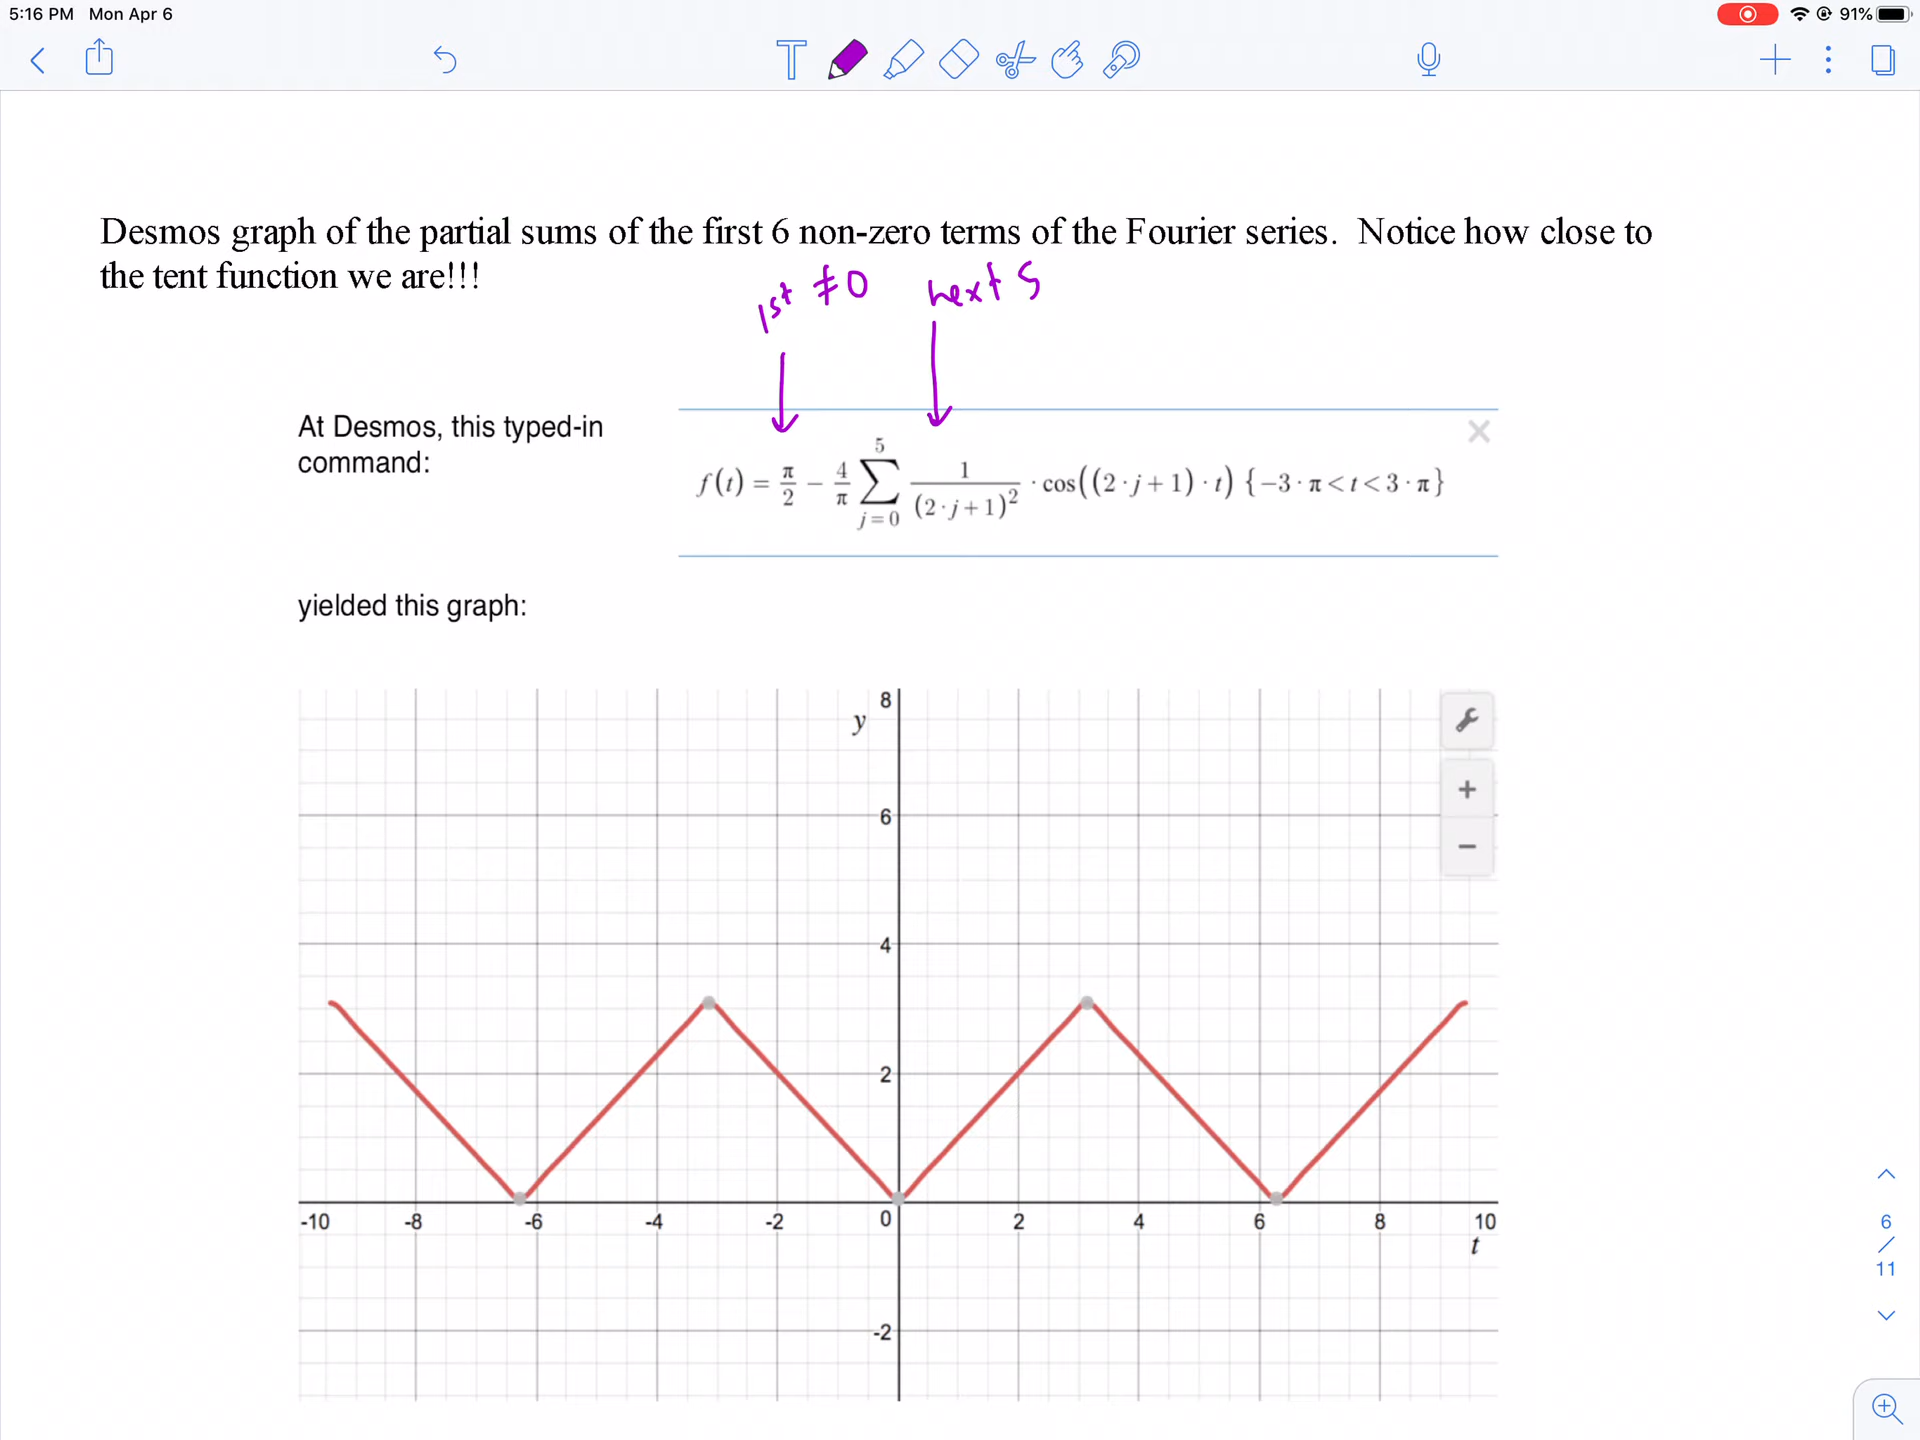 5:16 PM Mon Apr 6
91%
Desmos graph of the partial sums of the first 6 non-zero terms of the Fourier series. Notice how close to
the tent function we are!!!
1st ≠0 next 5
At Desmos, this typed-in
command:
f(t) = π/2 − 4/π ∑_{j=0}^{5} 1/(2·j+1)² · cos((2·j+1)·t) {−3·π<t<3·π}
yielded this graph:
y
8
6
4
2
-10 -8 -6 -4 -2 0 2 4 6 8 10
t
-2
6
/
11